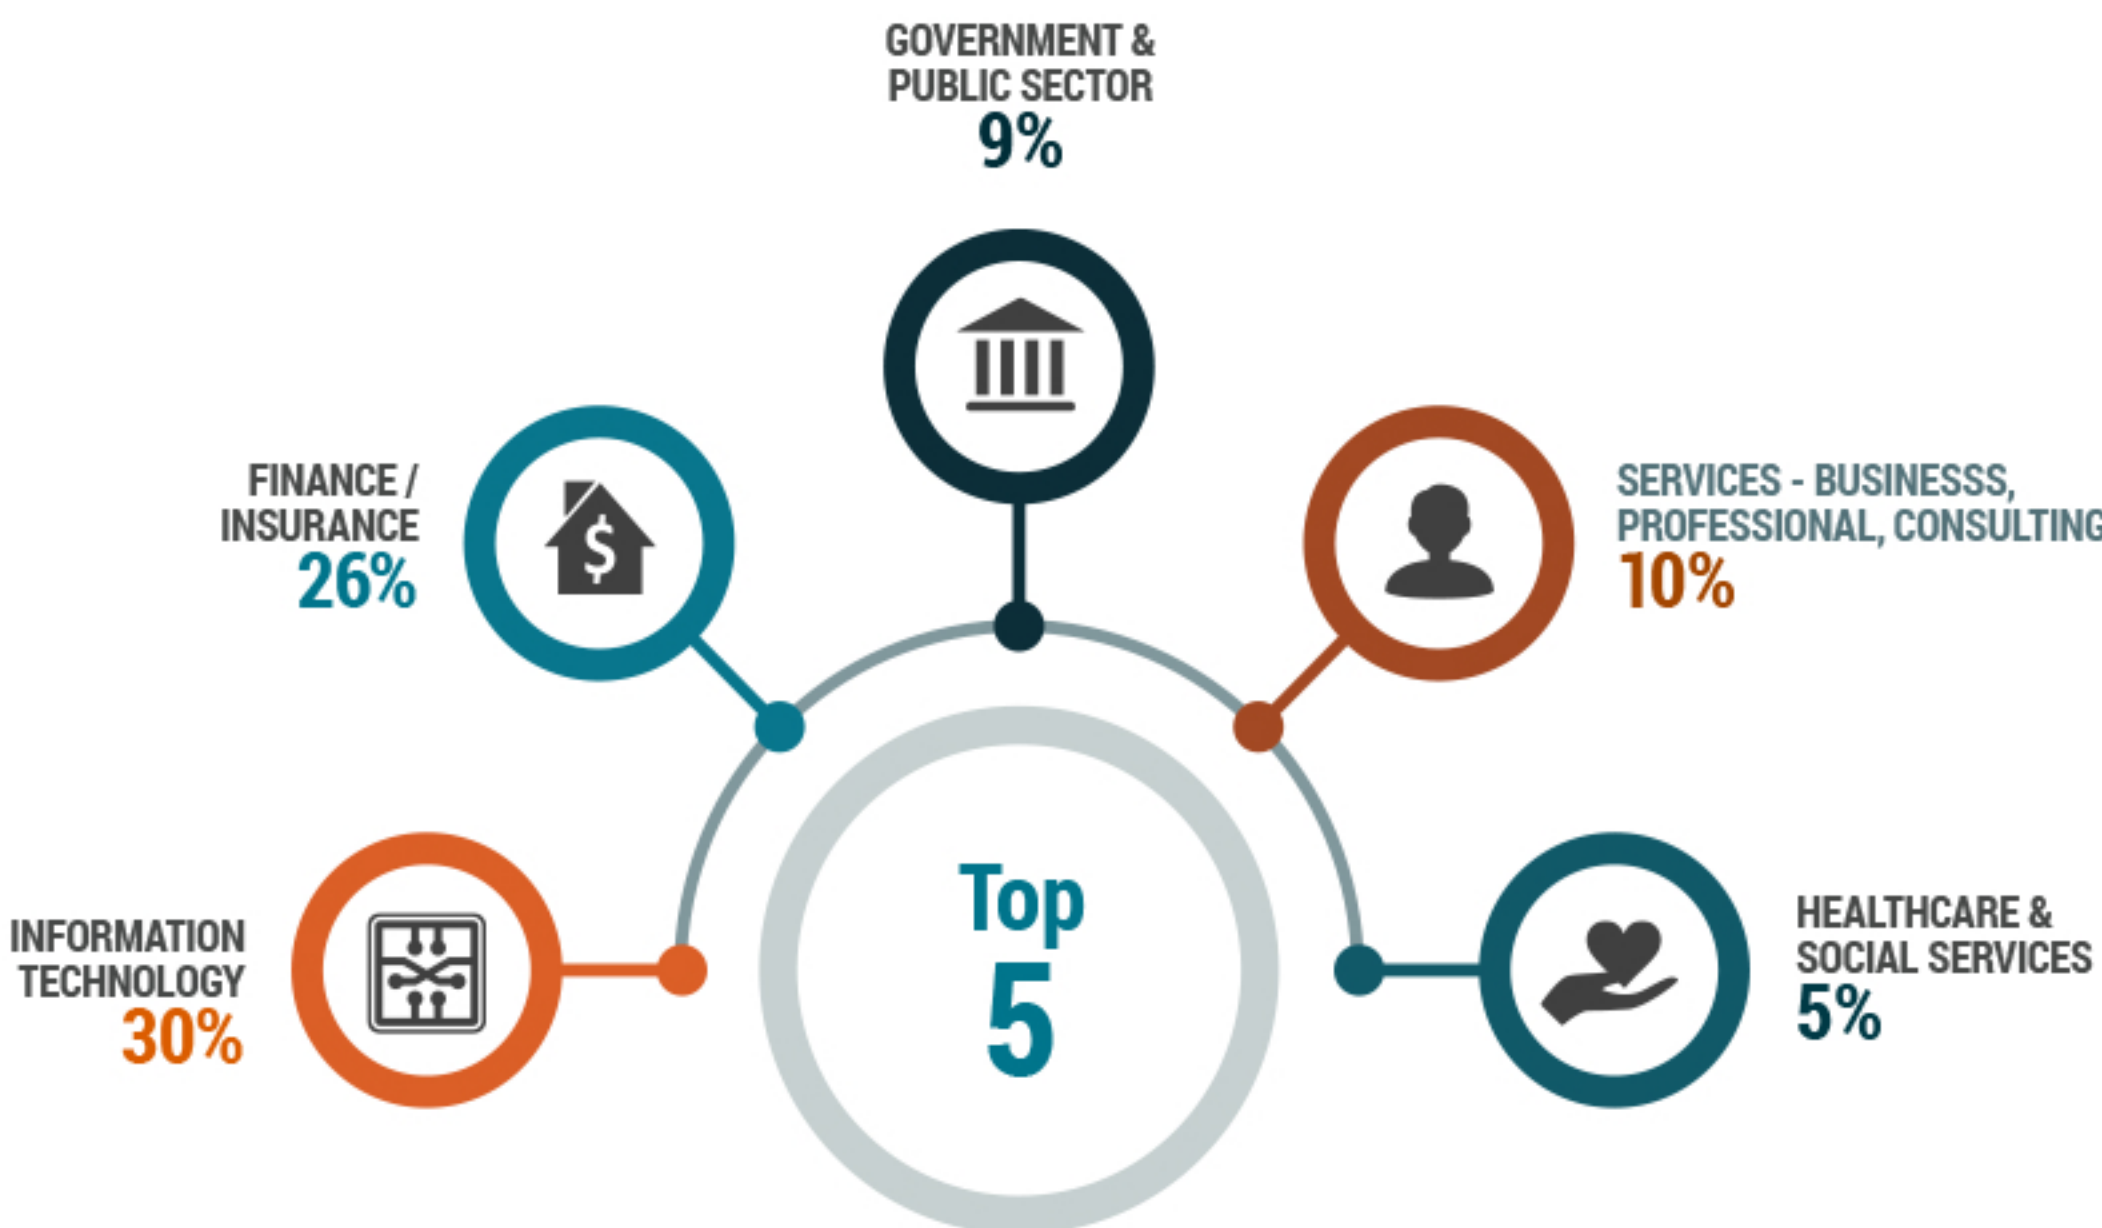 GOVERNMENT &
PUBLIC SECTOR
9%
FINANCE /
INSURANCE
26%
SERVICES - BUSINESSS,
PROFESSIONAL, CONSULTING
10%
INFORMATION
TECHNOLOGY
30%
Top
5
HEALTHCARE &
SOCIAL SERVICES
5%